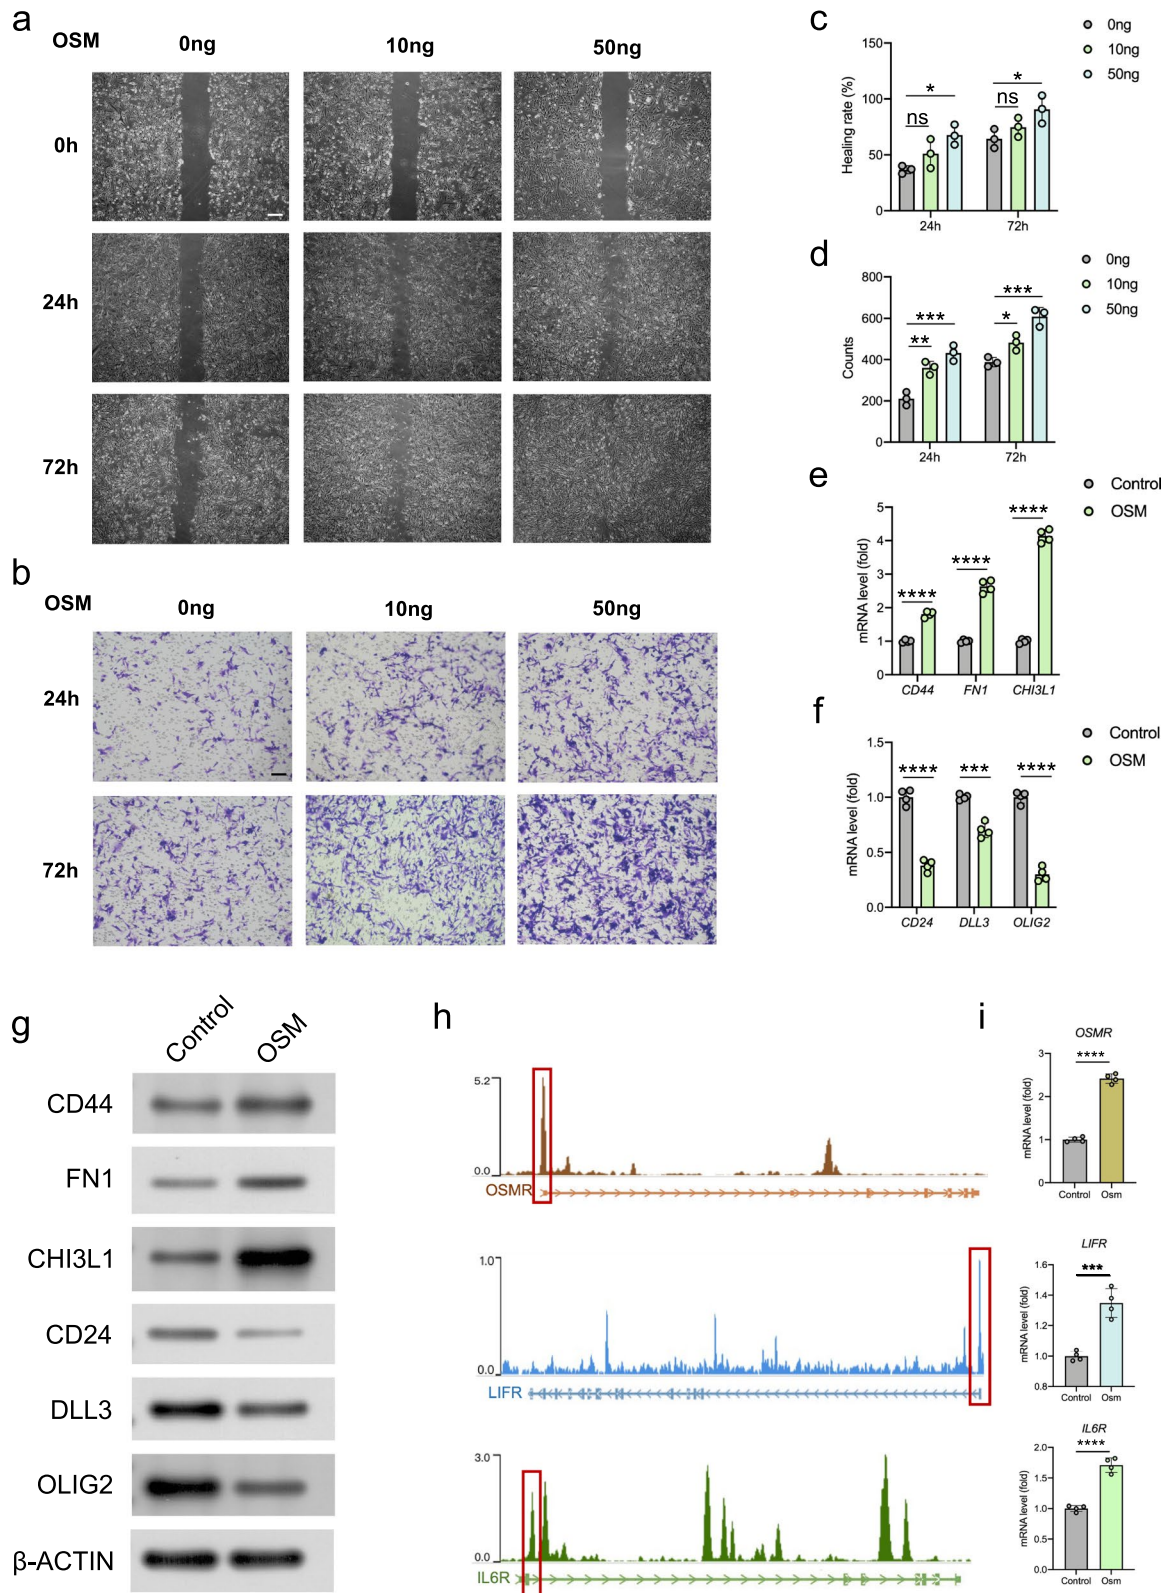 a
OSM
0ng
10ng
50ng
0h
24h
72h
b
OSM
0ng
10ng
50ng
24h
72h
c
0ng
10ng
50ng
Healing rate (%)
150
100
50
0
ns
*
ns
*
24h
72h
d
0ng
10ng
50ng
Counts
800
600
400
200
0
**
***
*
***
24h
72h
e
Control
OSM
mRNA level (fold)
5
4
3
2
1
0
****
****
****
CD44
FN1
CHI3L1
f
Control
OSM
mRNA level (fold)
1.5
1.0
0.5
0.0
****
***
****
CD24
DLL3
OLIG2
g
Control
OSM
CD44
FN1
CHI3L1
CD24
DLL3
OLIG2
β-ACTIN
h
5.2
0.0
OSMR
1.0
0.0
LIFR
3.0
0.0
IL6R
i
OSMR
mRNA level (fold)
3
2
1
0
****
Control
Osm
LIFR
mRNA level (fold)
1.6
1.4
1.2
1.0
0.8
***
Control
Osm
IL6R
mRNA level (fold)
2.0
1.5
1.0
0.5
0.0
****
Control
Osm